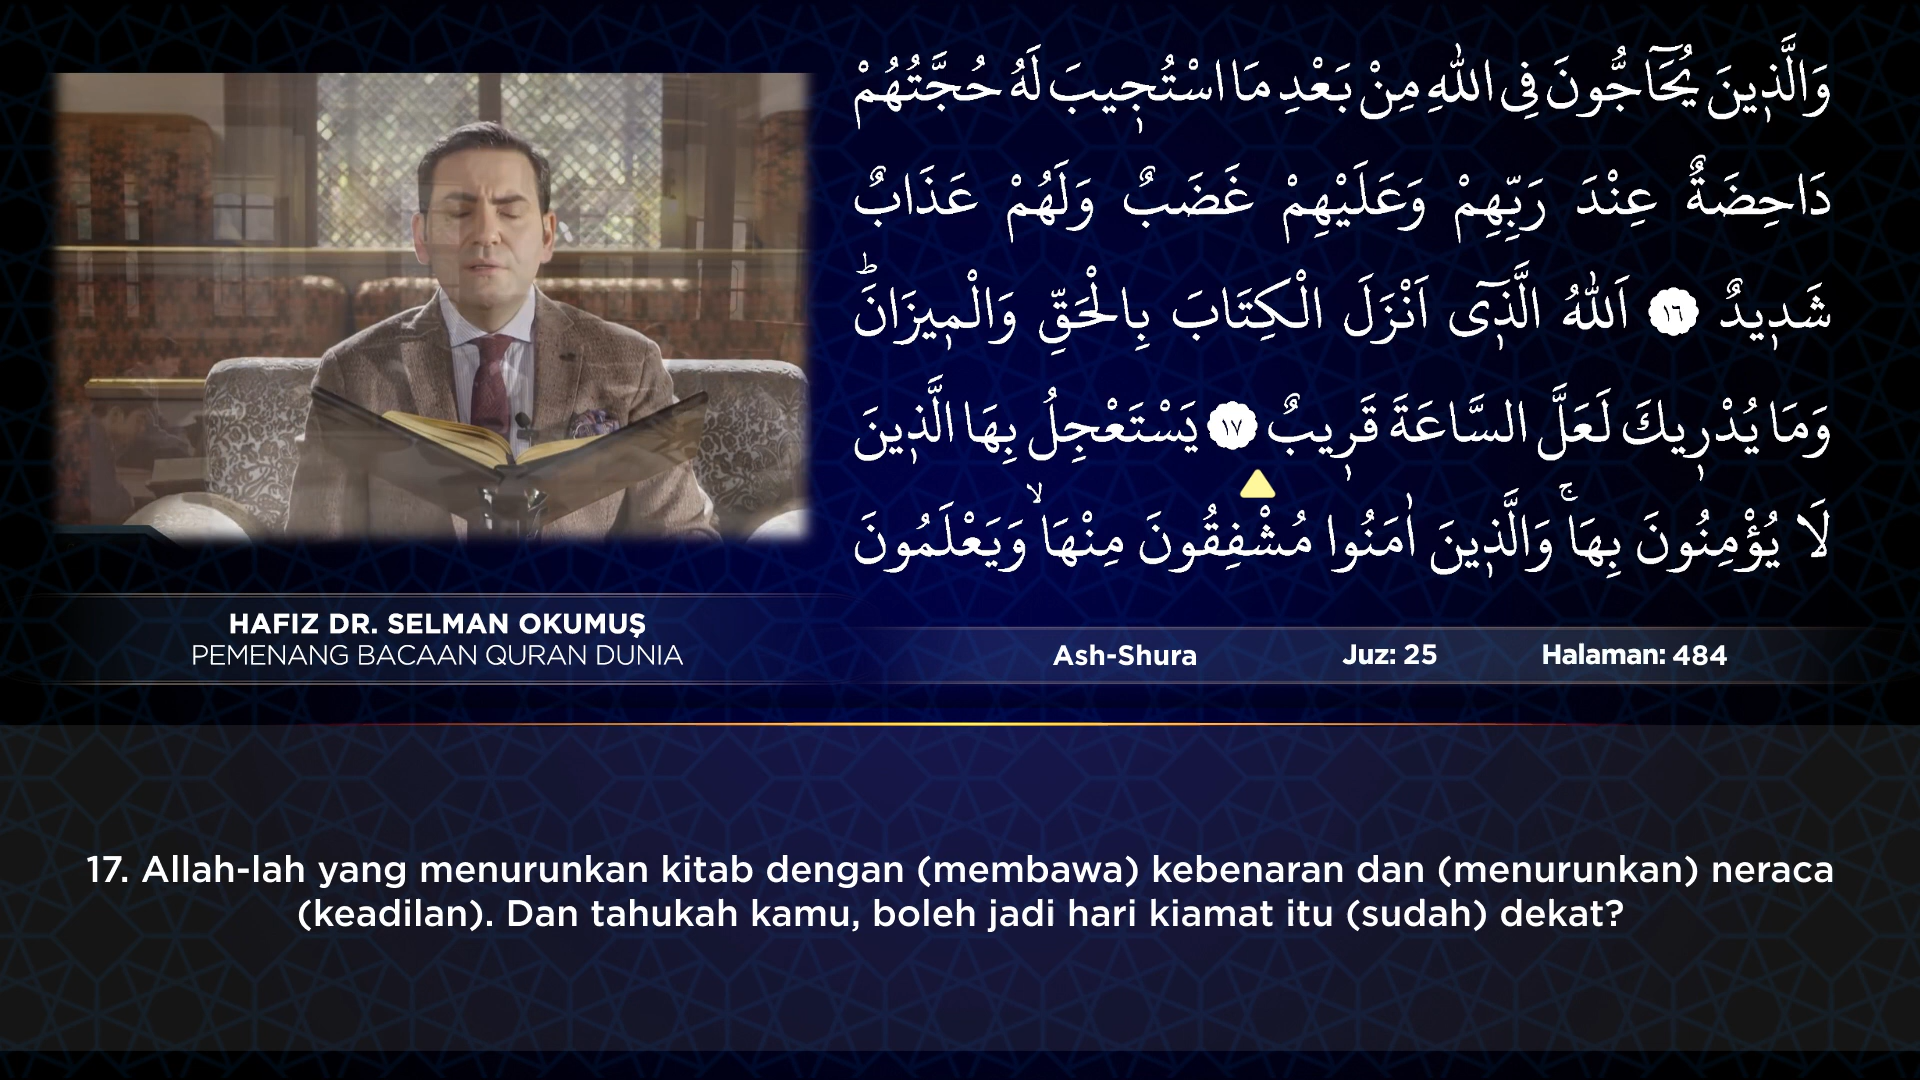 وَالَّذ۪ينَ يُحَٓاجُّونَ فِى اللّٰهِ مِنْ بَعْدِ مَا اسْتُج۪يبَ لَهُ حُجَّتُهُمْ
دَاحِضَةٌ عِنْدَ رَبِّهِمْ وَعَلَيْهِمْ غَضَبٌ وَلَهُمْ عَذَابٌ
شَد۪يدٌ ١٦ اَللّٰهُ الَّذ۪ٓى اَنْزَلَ الْكِتَابَ بِالْحَقِّ وَالْم۪يزَانَۜ
وَمَا يُدْر۪يكَ لَعَلَّ السَّاعَةَ قَر۪يبٌ ١٧ يَسْتَعْجِلُ بِهَا الَّذ۪ينَ
لَا يُؤْمِنُونَ بِهَاۚ وَالَّذ۪ينَ اٰمَنُوا مُشْفِقُونَ مِنْهَاۙ وَيَعْلَمُونَ
HAFIZ DR. SELMAN OKUMUŞ
PEMENANG BACAAN QURAN DUNIA
Ash-Shura Juz: 25 Halaman: 484
17. Allah-lah yang menurunkan kitab dengan (membawa) kebenaran dan (menurunkan) neraca
(keadilan). Dan tahukah kamu, boleh jadi hari kiamat itu (sudah) dekat?